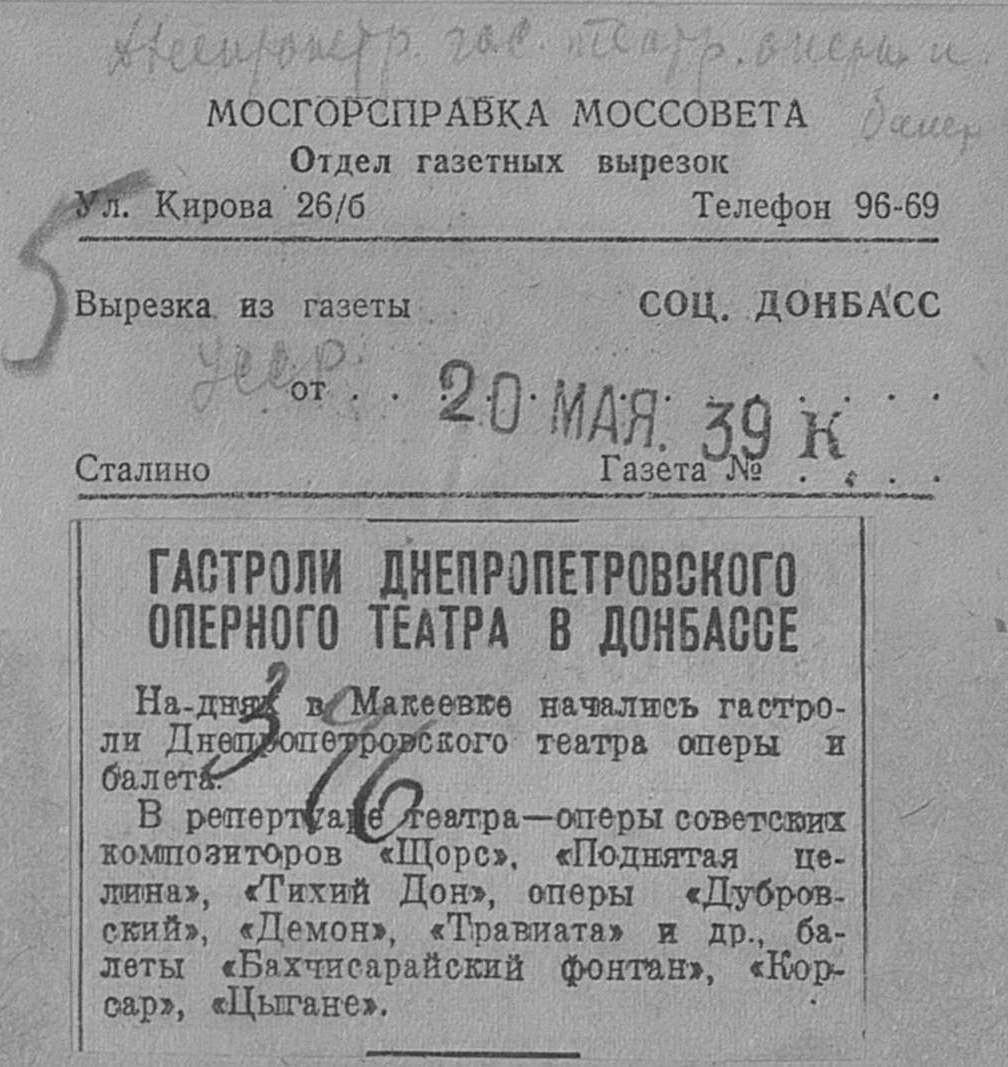 Днепропетр. гос. театр. оперы и
балет
МОСГОРСПРАВКА МОССОВЕТА
Отдел газетных вырезок
Ул. Кирова 26/б Телефон 96-69
5
Вырезка из газеты СОЦ. ДОНБАСС
УССР
от . . 20 МАЯ. 39 К
Сталино Газета № . . . .
ГАСТРОЛИ ДНЕПРОПЕТРОВСКОГО
ОПЕРНОГО ТЕАТРА В ДОНБАССЕ
На-днях в Макеевке начались гастро-
ли Днепропетровского театра оперы и
балета.
В репертуаре театра—оперы советских
композиторов «Щорс», «Поднятая це-
лина», «Тихий Дон», оперы «Дубров-
ский», «Демон», «Травиата» и др., ба-
леты «Бахчисарайский фонтан», «Кор-
сар», «Цыгане».
396